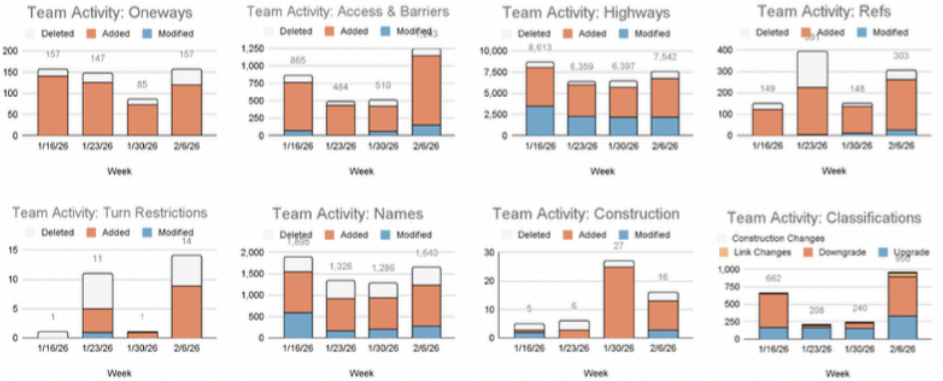 Team Activity: Oneways
Deleted Added Modified
200
150
100
50
0
157
147
85
157
1/16/26 1/23/26 1/30/26 2/6/26
Week
Team Activity: Access & Barriers
Deleted Added Modified
1,250
1,000
750
500
250
0
865
484
510
1/16/26 1/23/26 1/30/26 2/6/26
Week
Team Activity: Highways
Deleted Added Modified
10,000
7,500
5,000
2,500
0
8,613
6,359
6,397
7,542
1/16/26 1/23/26 1/30/26 2/6/26
Week
Team Activity: Refs
Deleted Added Modified
400
300
200
100
0
149
148
303
1/16/26 1/23/26 1/30/26 2/6/26
Week
Team Activity: Turn Restrictions
Deleted Added Modified
15
10
5
0
1
11
1
14
1/16/26 1/23/26 1/30/26 2/6/26
Week
Team Activity: Names
Deleted Added Modified
2,000
1,500
1,000
500
0
1,895
1,326
1,286
1,640
1/16/26 1/23/26 1/30/26 2/6/26
Week
Team Activity: Construction
Deleted Added Modified
30
20
10
0
5
6
27
16
1/16/26 1/23/26 1/30/26 2/6/26
Week
Team Activity: Classifications
Construction Changes
Link Changes Downgrade Upgrade
1,000
750
500
250
0
662
208
240
1/16/26 1/23/26 1/30/26 2/6/26
Week